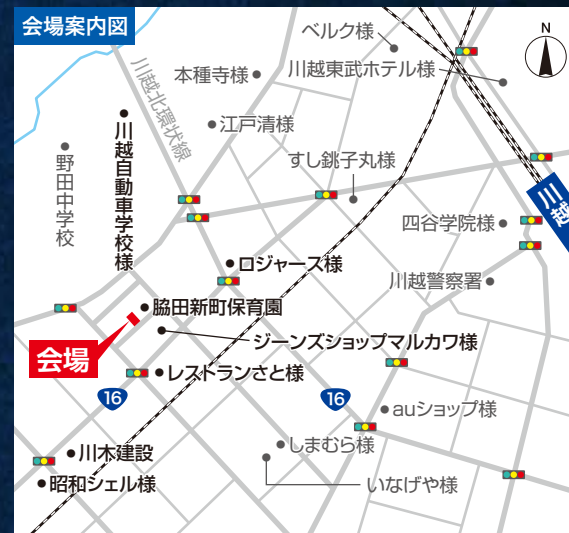 会場案内図
ベルク様
N
川越東武ホテル様
本種寺様
川越北環状線
江戸清様
川越自動車学校様
野田中学校
すし銚子丸様
川越
四谷学院様
ロジャース様
川越警察署
脇田新町保育園
ジーンズショップマルカワ様
会場
レストランさと様
16
16
auショップ様
川木建設
しまむら様
昭和シェル様
いなげや様